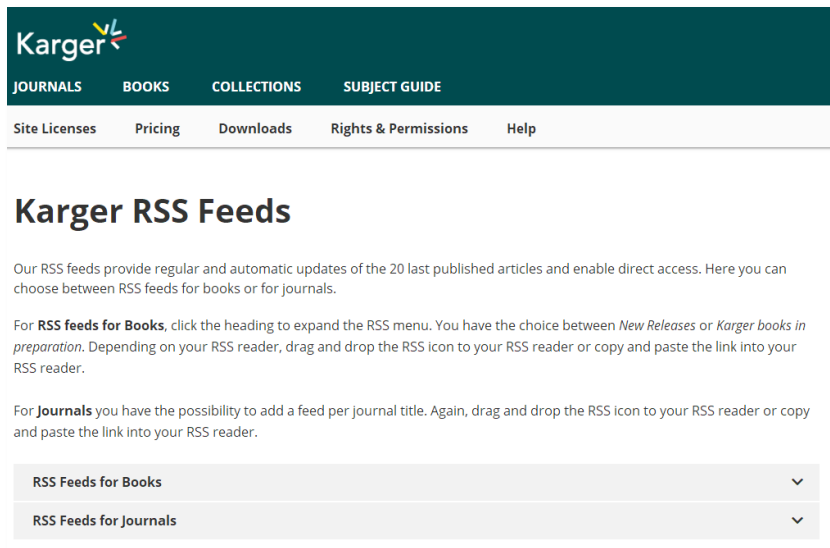 Karger
JOURNALS BOOKS COLLECTIONS SUBJECT GUIDE
Site Licenses Pricing Downloads Rights & Permissions Help
Karger RSS Feeds
Our RSS feeds provide regular and automatic updates of the 20 last published articles and enable direct access. Here you can
choose between RSS feeds for books or for journals.
For RSS feeds for Books, click the heading to expand the RSS menu. You have the choice between New Releases or Karger books in
preparation. Depending on your RSS reader, drag and drop the RSS icon to your RSS reader or copy and paste the link into your
RSS reader.
For Journals you have the possibility to add a feed per journal title. Again, drag and drop the RSS icon to your RSS reader or copy
and paste the link into your RSS reader.
RSS Feeds for Books
RSS Feeds for Journals